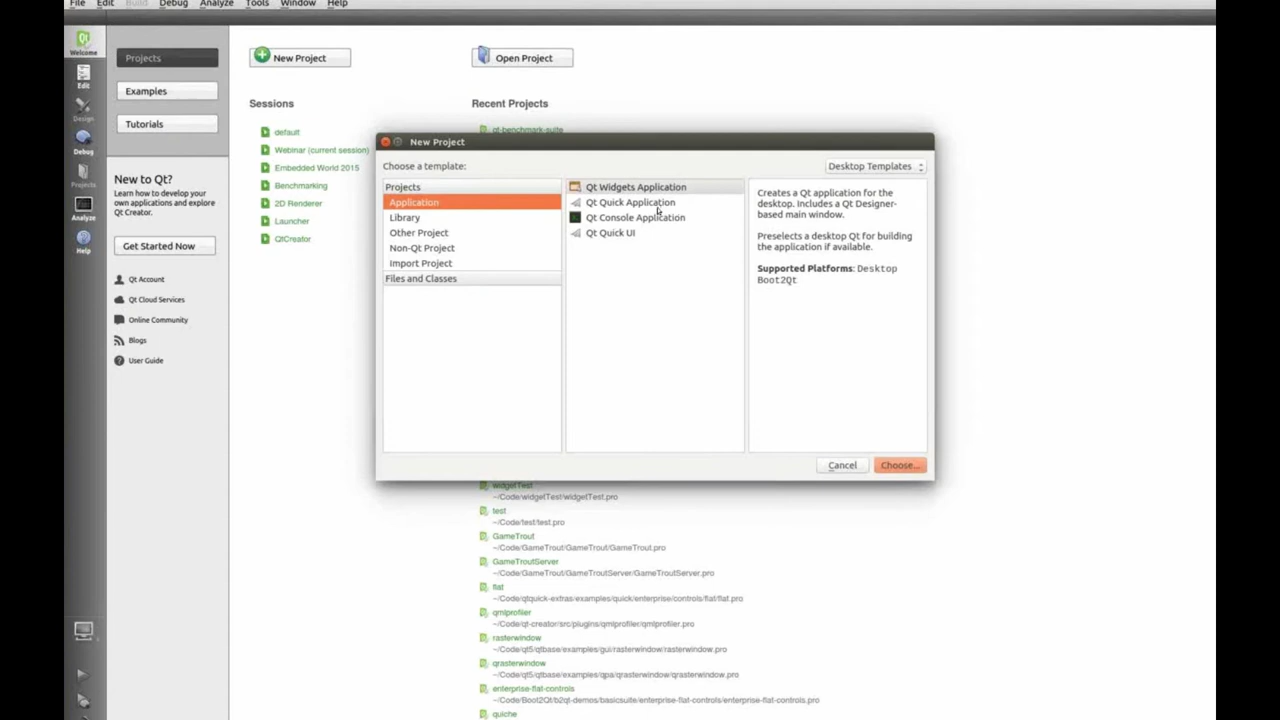 File Edit Build Debug Analyze Tools Window Help
Qt
Welcome
Edit
Design
Debug
Projects
Analyze
Help
Projects
Examples
Tutorials
New to Qt?
Learn how to develop your
own applications and explore
Qt Creator.
Get Started Now
Qt Account
Qt Cloud Services
Online Community
Blogs
User Guide
New Project
Open Project
Sessions
default
Webinar (current session)
Embedded World 2015
Benchmarking
2D Renderer
Launcher
QtCreator
Recent Projects
qt-benchmark-suite
New Project
Choose a template:
Desktop Templates
Projects
Application
Library
Other Project
Non-Qt Project
Import Project
Files and Classes
Qt Widgets Application
Qt Quick Application
Qt Console Application
Qt Quick UI
Creates a Qt application for the
desktop. Includes a Qt Designer-
based main window.
Preselects a desktop Qt for building
the application if available.
Supported Platforms: Desktop
Boot2Qt
Cancel
Choose...
widgetTest
~/Code/widgetTest/widgetTest.pro
test
~/Code/test/test.pro
GameTrout
~/Code/GameTrout/GameTrout/GameTrout.pro
GameTroutServer
~/Code/GameTrout/GameTroutServer/GameTroutServer.pro
flat
~/Code/qtquick-extras/examples/quick/enterprise/controls/flat/flat.pro
qmlprofiler
~/Code/qt-creator/src/plugins/qmlprofiler/qmlprofiler.pro
rasterwindow
~/Code/qt5/qtbase/examples/gui/rasterwindow/rasterwindow.pro
qrasterwindow
~/Code/qt5/qtbase/examples/qpa/qrasterwindow/qrasterwindow.pro
enterprise-flat-controls
~/Code/Boot2Qt/b2qt-demos/basicsuite/enterprise-flat-controls/enterprise-flat-controls.pro
quiche